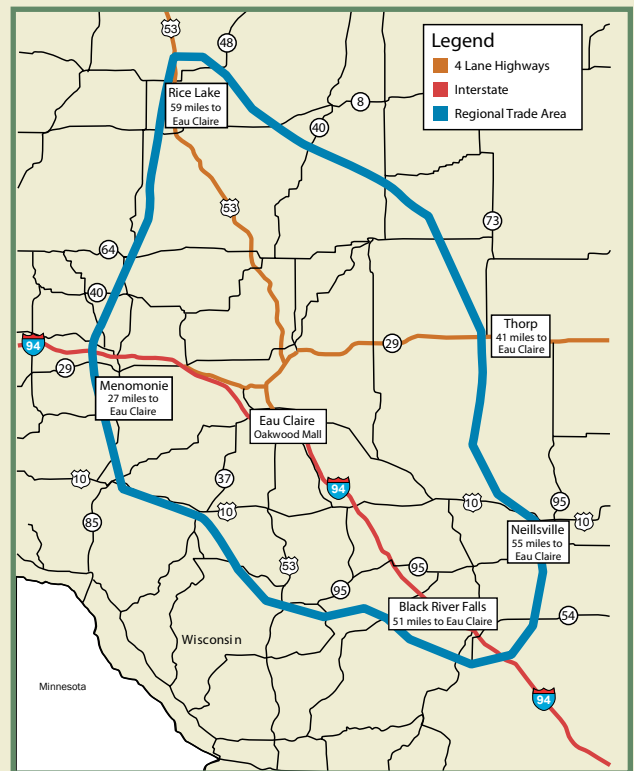 53
48
Legend
4 Lane Highways
Interstate
Regional Trade Area
Rice Lake
59 miles to
Eau Claire
8
40
53
73
64
40
94
29
29
Thorp
41 miles to
Eau Claire
Menomonie
27 miles to
Eau Claire
Eau Claire
Oakwood Mall
10
37
94
10
95
85
10
10
Neillsville
55 miles to
Eau Claire
53
95
95
Black River Falls
51 miles to Eau Claire
54
Wisconsin
Minnesota
94